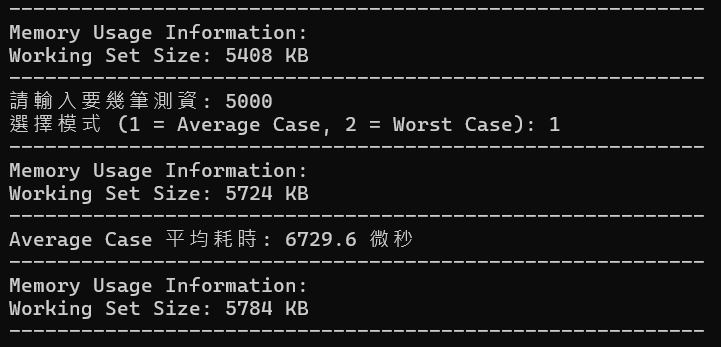 ----------------------------------------------------------
Memory Usage Information:
Working Set Size: 5408 KB
----------------------------------------------------------
請輸入要幾筆測資: 5000
選擇模式 (1 = Average Case, 2 = Worst Case): 1
----------------------------------------------------------
Memory Usage Information:
Working Set Size: 5724 KB
----------------------------------------------------------
Average Case 平均耗時: 6729.6 微秒
----------------------------------------------------------
Memory Usage Information:
Working Set Size: 5784 KB
----------------------------------------------------------